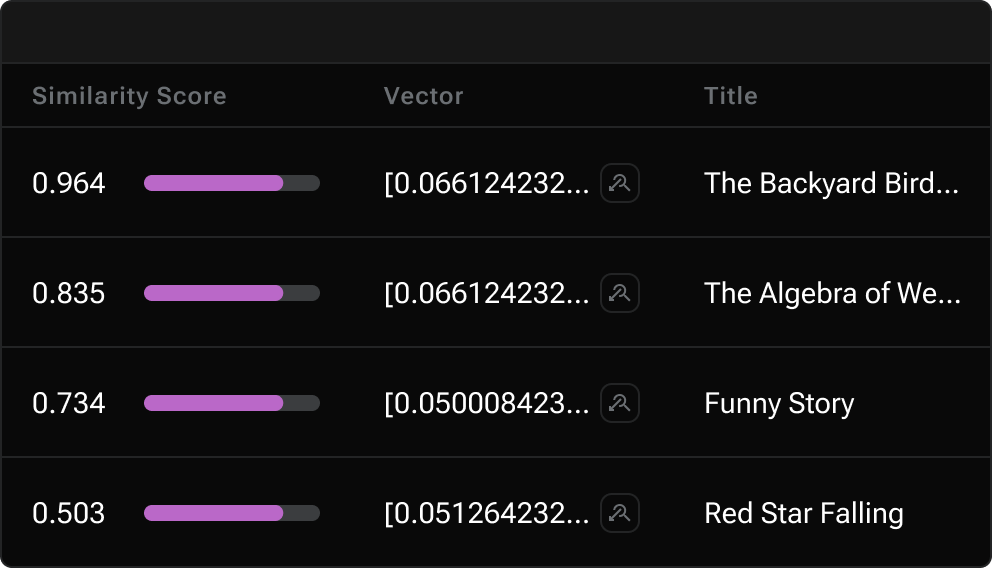 Similarity Score Vector Title
0.964 [0.066124232... The Backyard Bird...
0.835 [0.066124232... The Algebra of We...
0.734 [0.050008423... Funny Story
0.503 [0.051264232... Red Star Falling